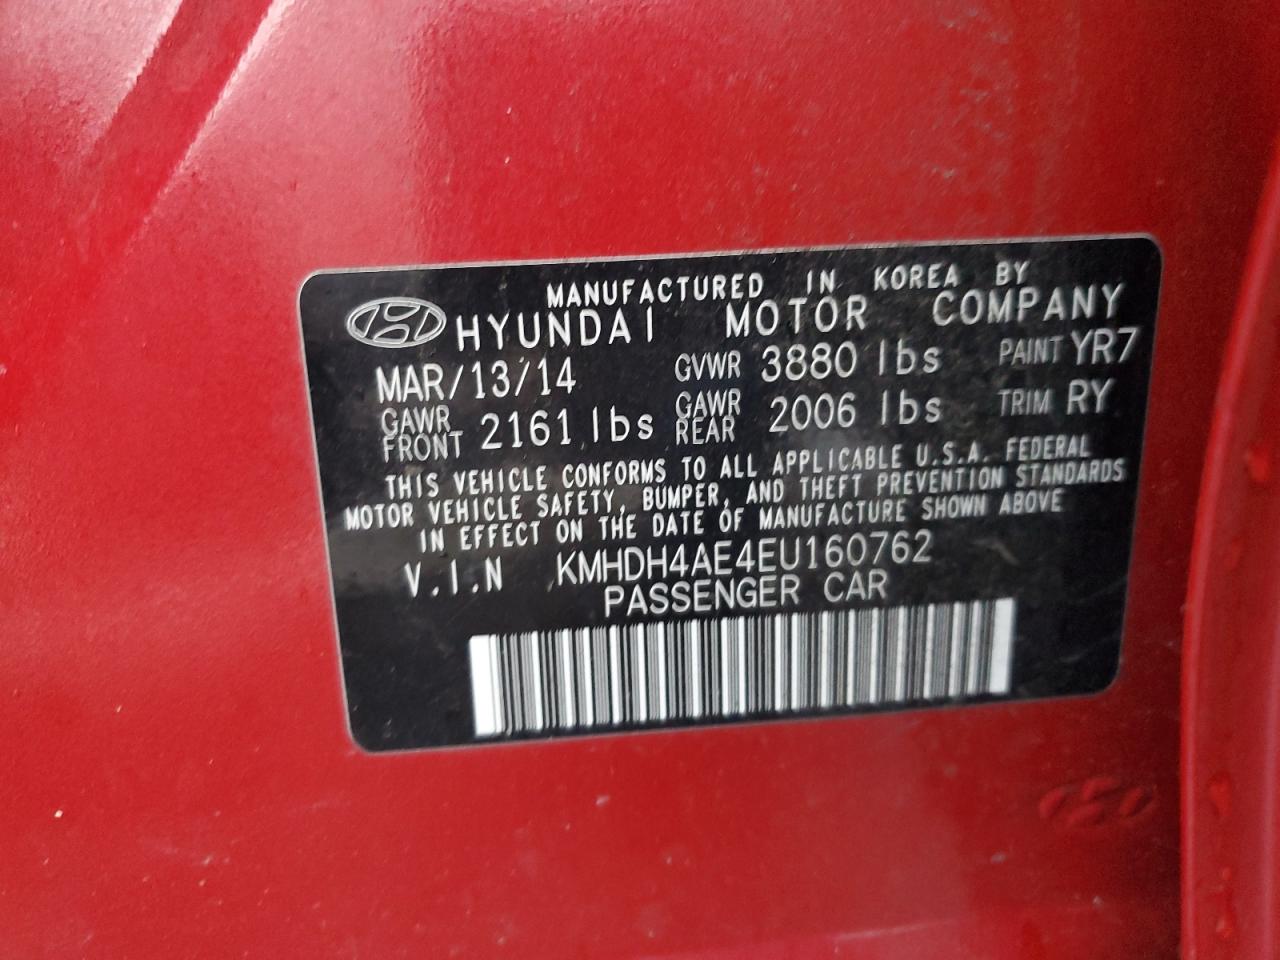 MANUFACTURED IN KOREA BY
HYUNDAI MOTOR COMPANY
MAR/13/14 GVWR 3880 lbs PAINT YR7
GAWR FRONT 2161 lbs GAWR REAR 2006 lbs TRIM RY
THIS VEHICLE CONFORMS TO ALL APPLICABLE U.S.A. FEDERAL
MOTOR VEHICLE SAFETY, BUMPER, AND THEFT PREVENTION STANDARDS
IN EFFECT ON THE DATE OF MANUFACTURE SHOWN ABOVE
V.I.N KMHDH4AE4EU160762
PASSENGER CAR